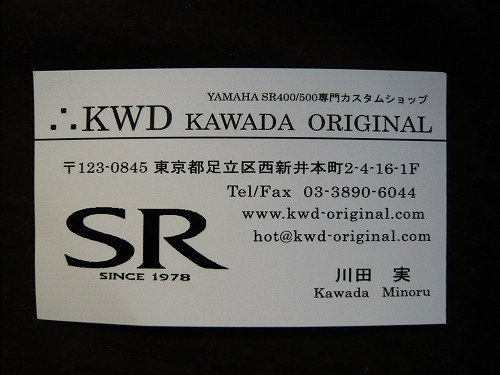 YAMAHA SR400/500専門カスタムショップ
∴KWD KAWADA ORIGINAL
〒123-0845 東京都足立区西新井本町2-4-16-1F
Tel/Fax 03-3890-6044
www.kwd-original.com
hot@kwd-original.com
SR
SINCE 1978
川田 実
Kawada Minoru